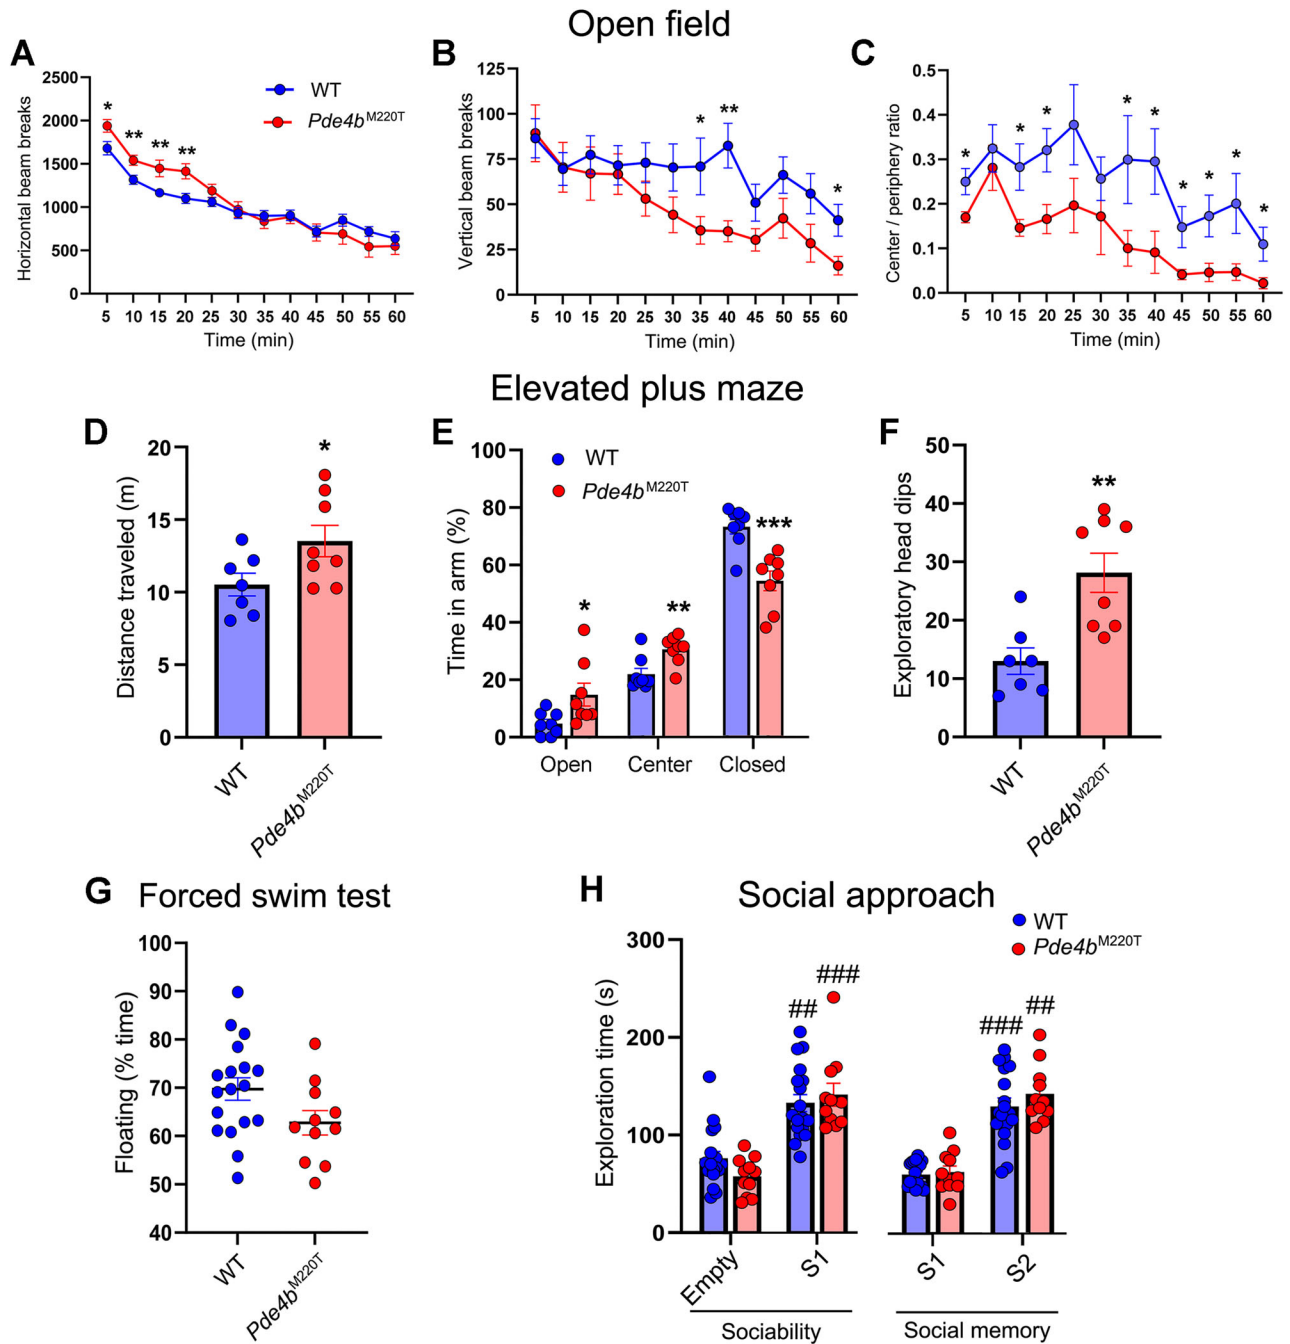 Open field
A
Horizontal beam breaks
2500
2000
1500
1000
500
0
* ** ** **
WT
Pde4b M220T
5 10 15 20 25 30 35 40 45 50 55 60
Time (min)
B
Vertical beam breaks
125
100
75
50
25
0
* ** *
5 10 15 20 25 30 35 40 45 50 55 60
Time (min)
C
Center / periphery ratio
0.5
0.4
0.3
0.2
0.1
0.0
* * * * * * * * *
5 10 15 20 25 30 35 40 45 50 55 60
Time (min)
Elevated plus maze
D
Distance traveled (m)
20
15
10
5
0
*
WT
Pde4b M220T
E
Time in arm (%)
100
80
60
40
20
0
WT
Pde4b M220T
* ** ***
Open Center Closed
F
Exploratory head dips
50
40
30
20
10
0
**
WT
Pde4b M220T
G Forced swim test
Floating (% time)
100
90
80
70
60
50
40
WT
Pde4b M220T
H Social approach
WT
Pde4b M220T
Exploration time (s)
300
200
100
0
## ### ### ##
Empty S1 S1 S2
Sociability Social memory